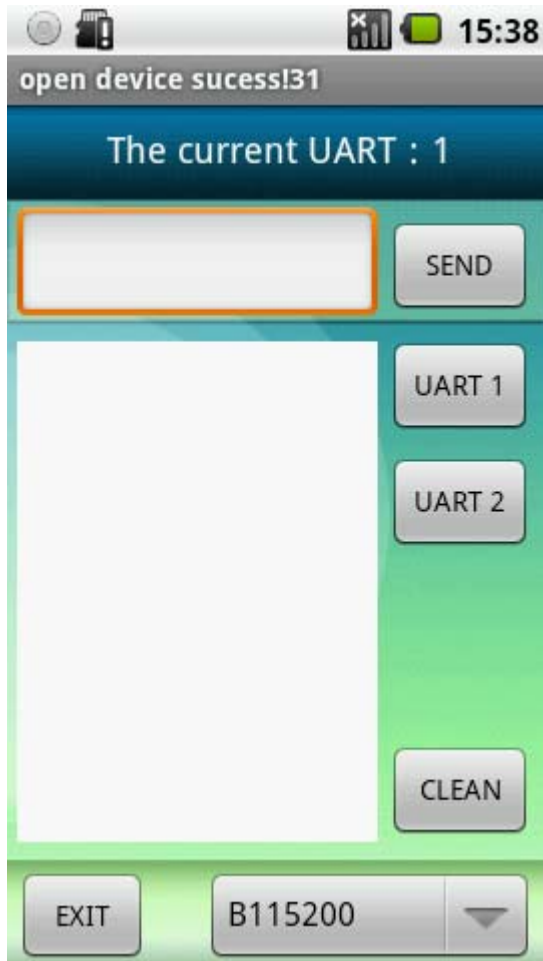 15:38
open device sucess!31
The current UART : 1
SEND
UART 1
UART 2
CLEAN
EXIT
B115200